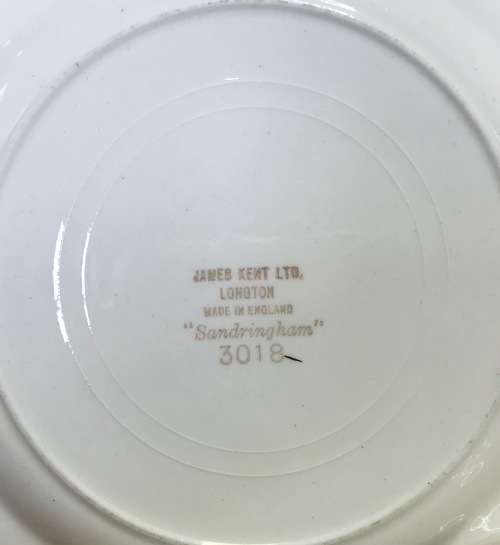 JAMES KENT LTD.
LONGTON
MADE IN ENGLAND
"Sandringham"
3018